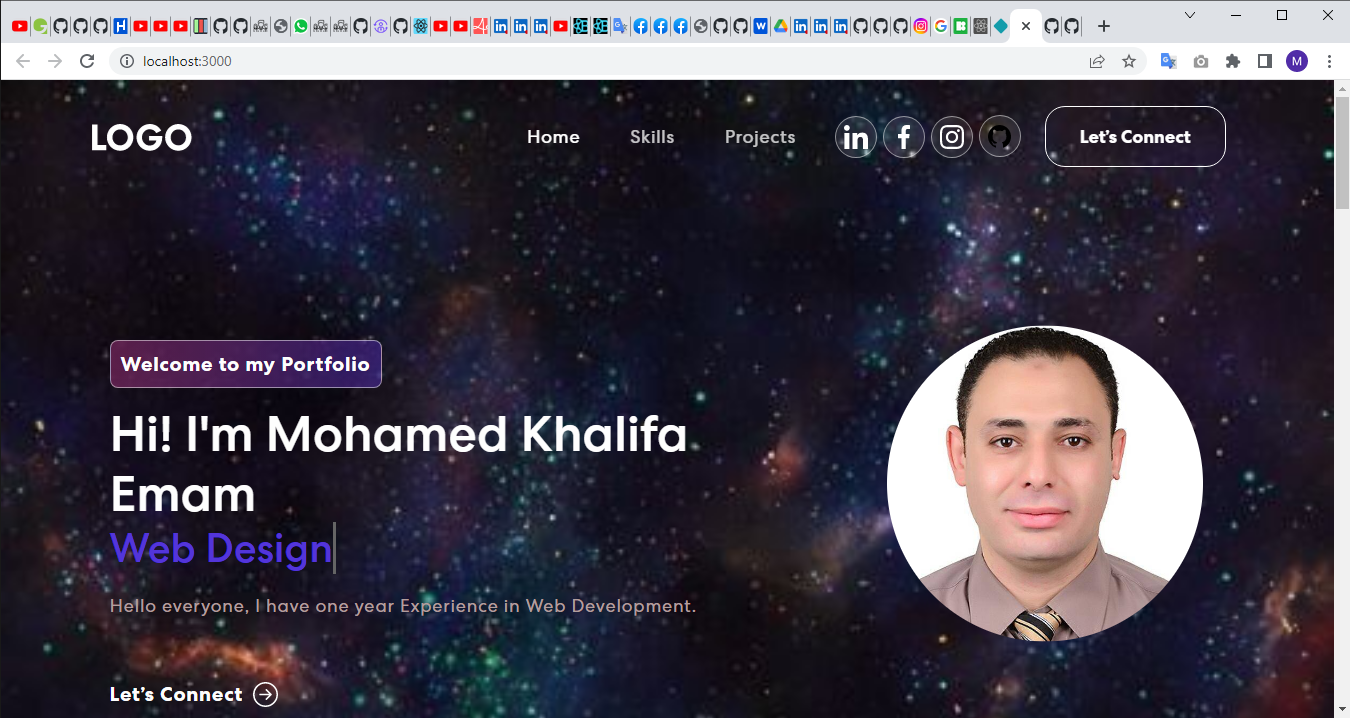 localhost:3000
M
LOGO
Home
Skills
Projects
Let's Connect
Welcome to my Portfolio
Hi! I'm Mohamed Khalifa
Emam
Web Design
Hello everyone, I have one year Experience in Web Development.
Let's Connect